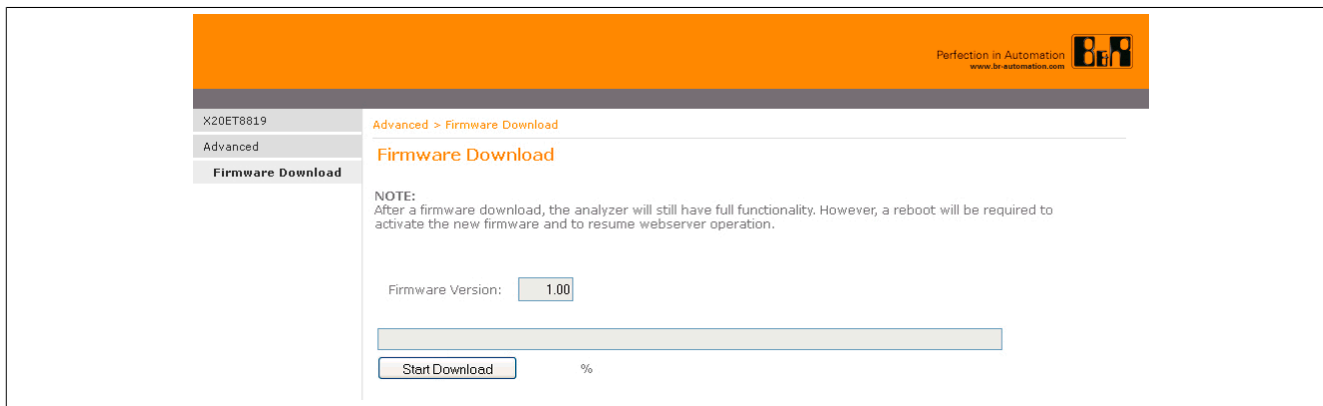 Perfection in Automation
www.br-automation.com
B&R
X20ET8819
Advanced
Firmware Download
Advanced > Firmware Download
Firmware Download
NOTE:
After a firmware download, the analyzer will still have full functionality. However, a reboot will be required to
activate the new firmware and to resume webserver operation.
Firmware Version: 1.00
Start Download %